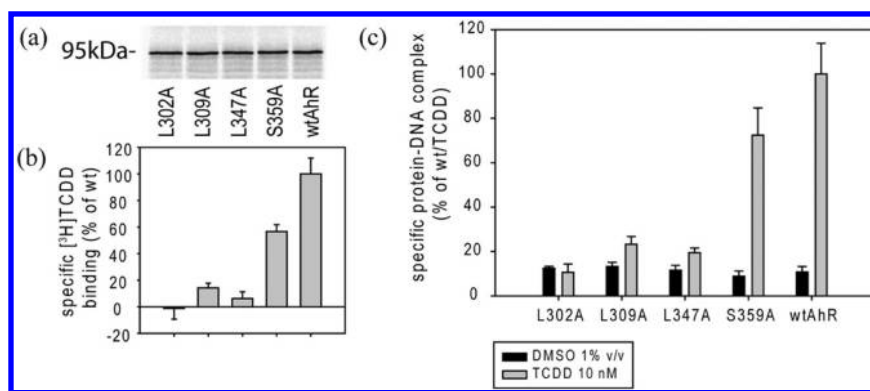 (a)
95kDa-
L302A
L309A
L347A
S359A
wtAhR
(b)
specific [³H]TCDD
binding (% of wt)
120
100
80
60
40
20
0
-20
(c)
specific protein-DNA complex
(% of wt/TCDD)
120
100
80
60
40
20
0
L302A L309A L347A S359A wtAhR
DMSO 1% v/v
TCDD 10 nM